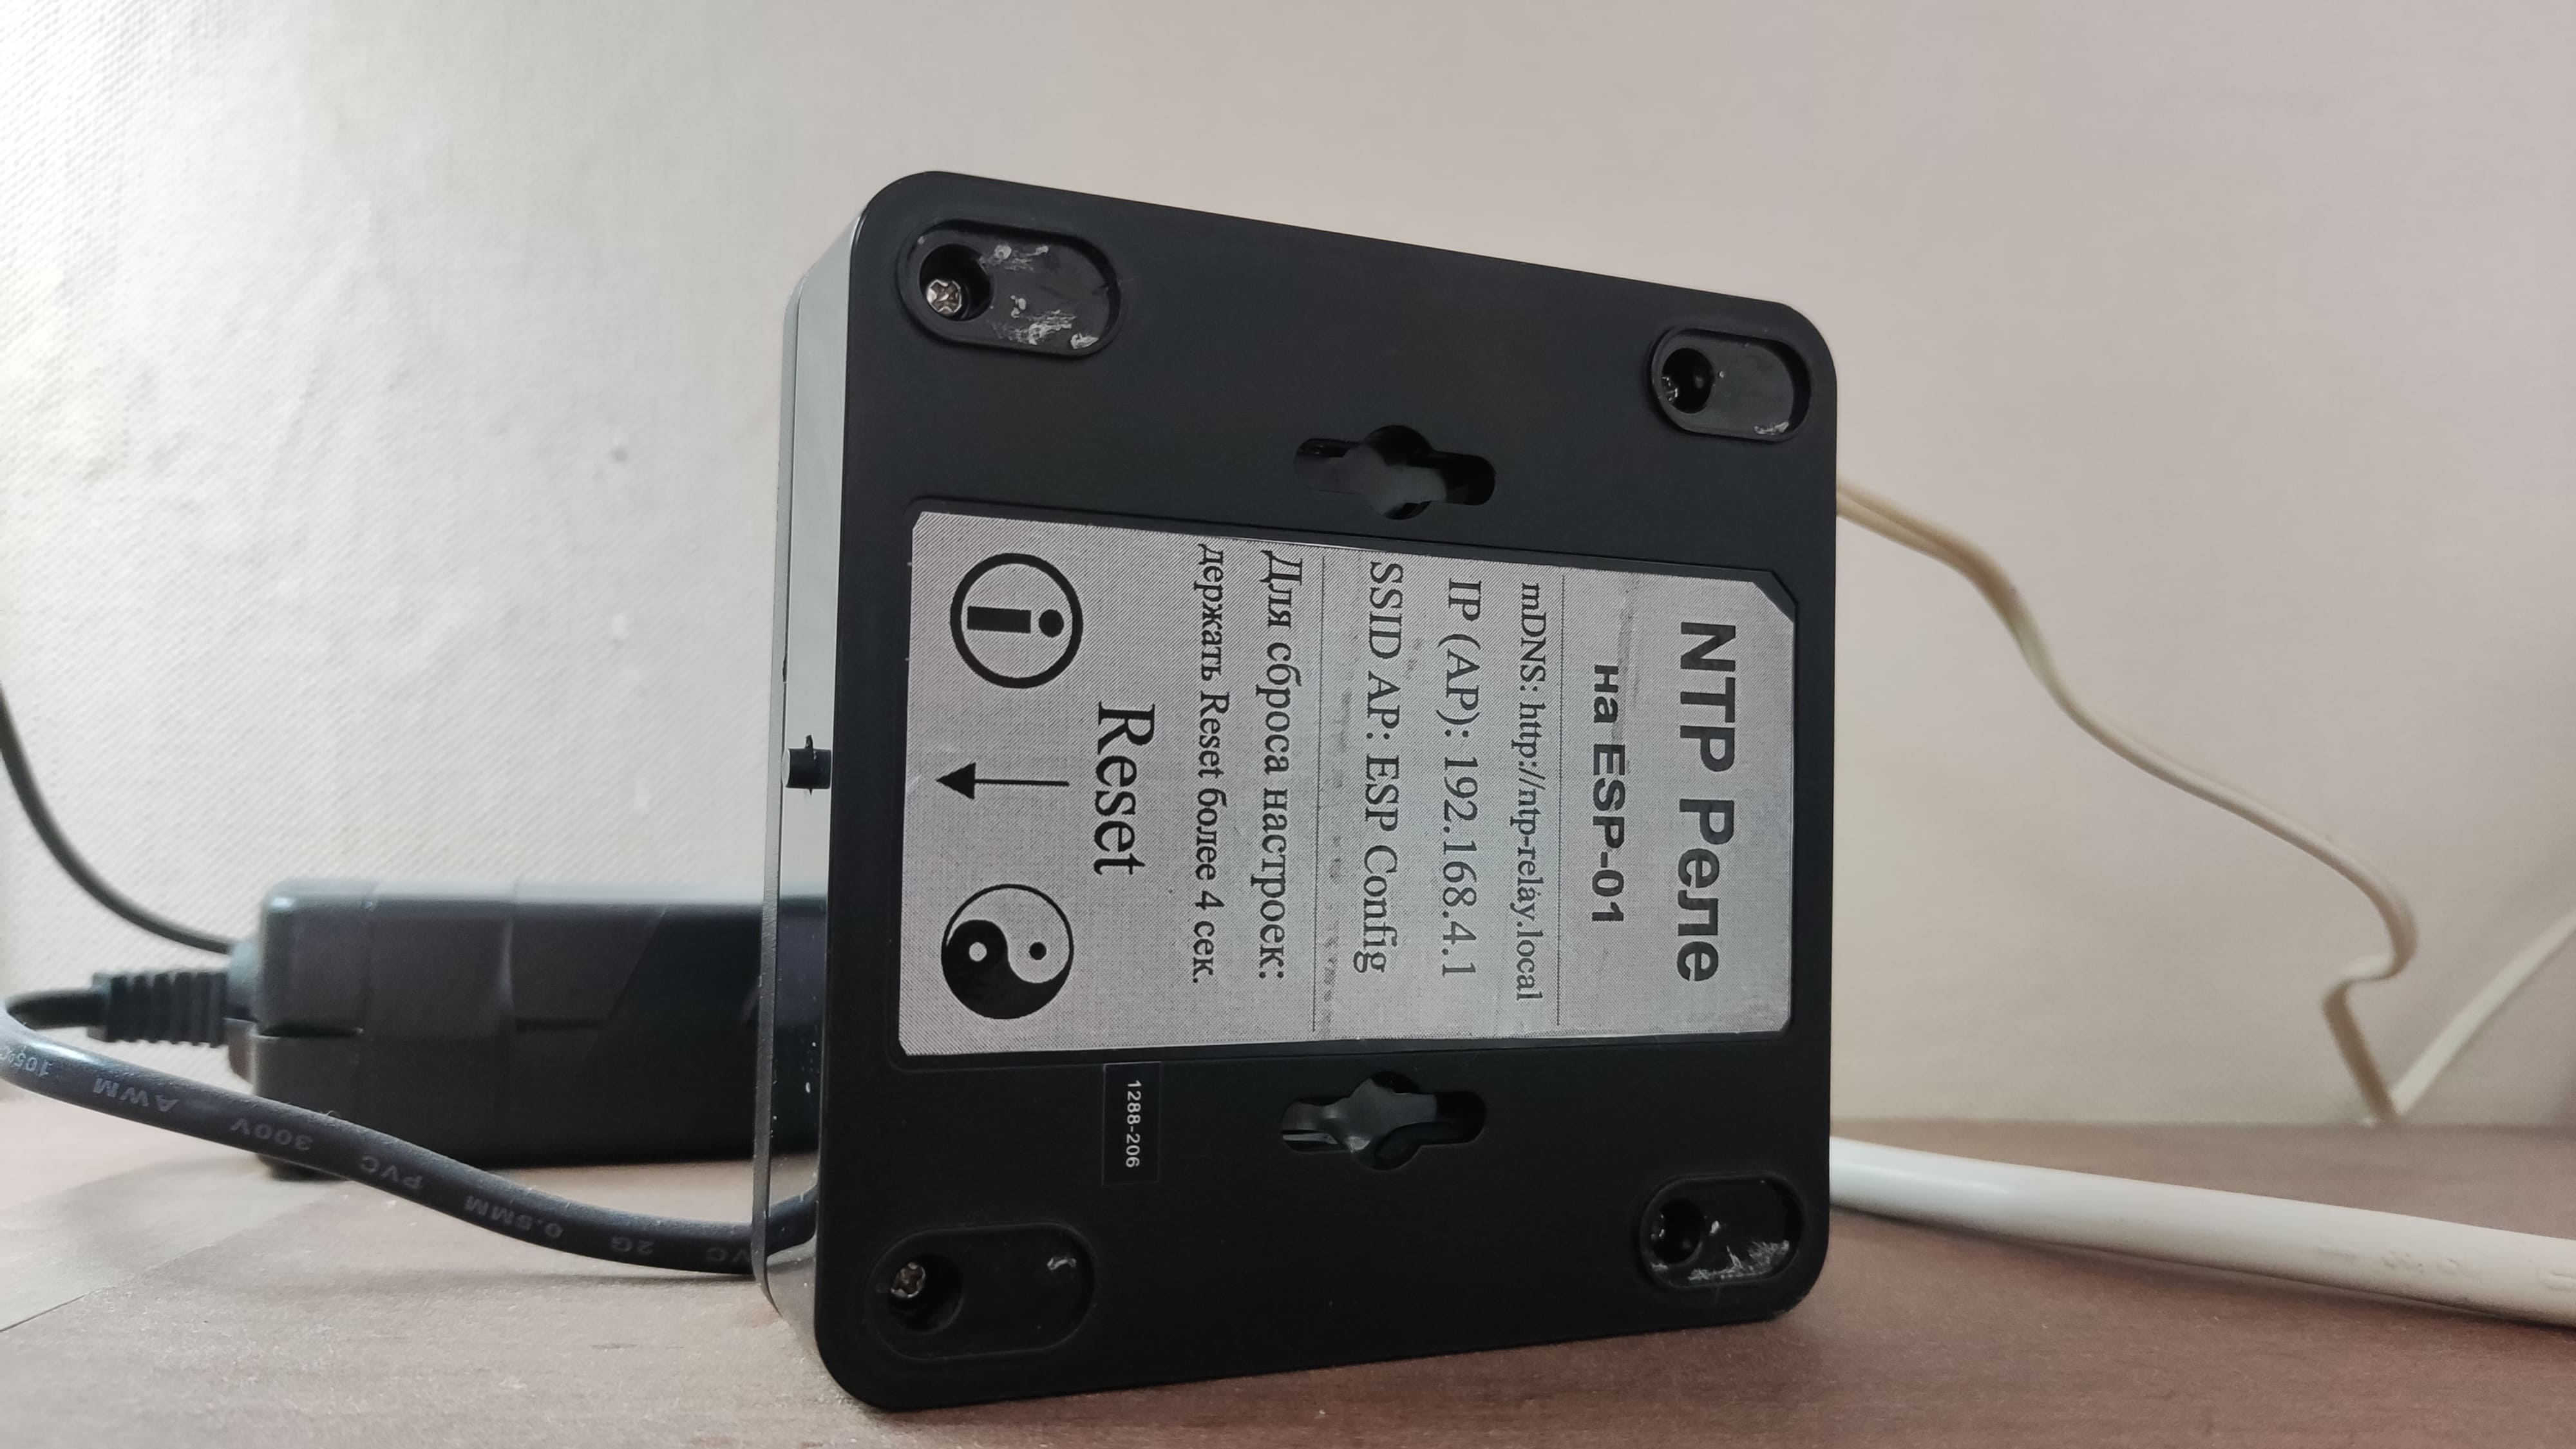 NTP Реле
на ESP-01
mDNS: http://ntp-relay.local
IP (AP): 192.168.4.1
SSID AP: ESP Config
Для сброса настроек:
держать Reset более 4 сек.
Reset
i
1288-206
105°C AWM 300V PVC 0.5MM 2G